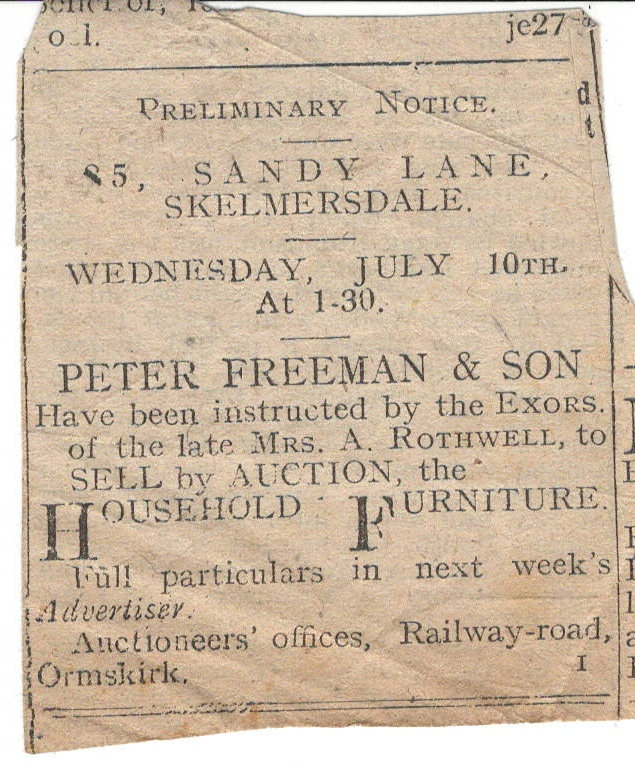 o l.
je27
d
t
PRELIMINARY NOTICE.
85, SANDY LANE,
SKELMERSDALE.
WEDNESDAY, JULY 10TH.
At 1-30.
PETER FREEMAN & SON
Have been instructed by the EXORS.
of the late MRS. A. ROTHWELL, to
SELL by AUCTION, the
HOUSEHOLD FURNITURE.
Full particulars in next week's
Advertiser.
Auctioneers' offices, Railway-road,
Ormskirk. 1